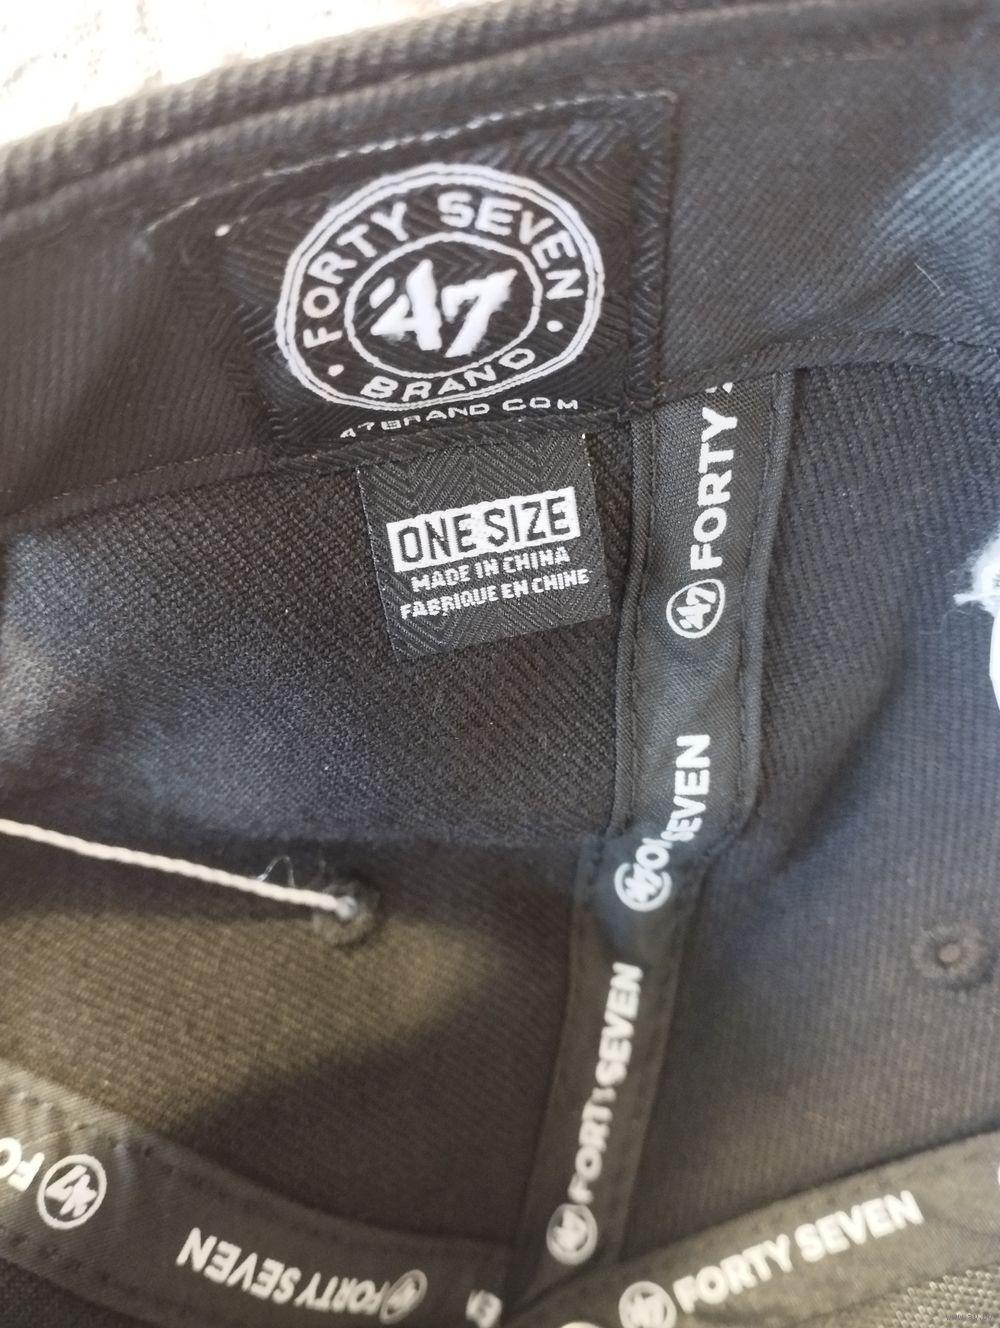 FORTY SEVEN
'47
BRAND
47BRAND.COM
ONE SIZE
MADE IN CHINA
FABRIQUE EN CHINE
FORTY
47
SEVEN
FORTY SEVEN
47
47
FORTY SEVEN
47
FORTY SEVEN
47